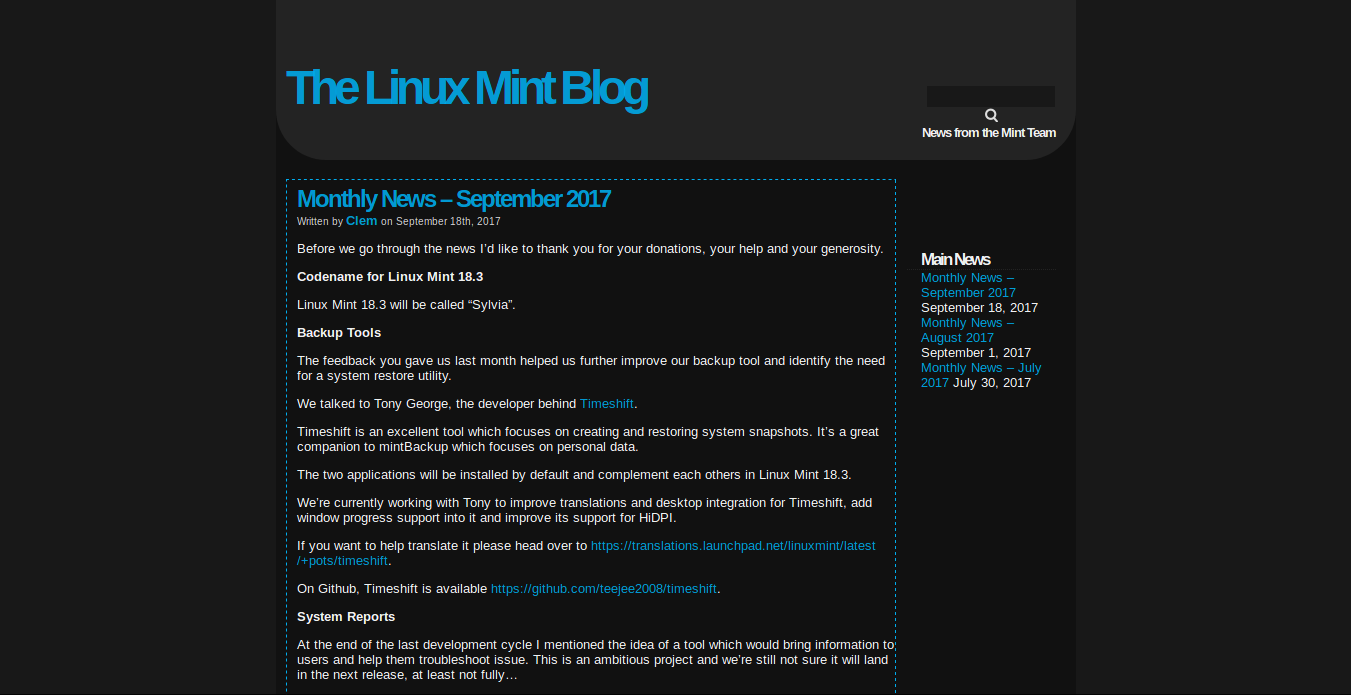 The Linux Mint Blog
News from the Mint Team
Monthly News – September 2017
Written by Clem on September 18th, 2017
Before we go through the news I’d like to thank you for your donations, your help and your generosity.
Codename for Linux Mint 18.3
Linux Mint 18.3 will be called “Sylvia”.
Backup Tools
The feedback you gave us last month helped us further improve our backup tool and identify the need
for a system restore utility.
We talked to Tony George, the developer behind Timeshift.
Timeshift is an excellent tool which focuses on creating and restoring system snapshots. It’s a great
companion to mintBackup which focuses on personal data.
The two applications will be installed by default and complement each others in Linux Mint 18.3.
We’re currently working with Tony to improve translations and desktop integration for Timeshift, add
window progress support into it and improve its support for HiDPI.
If you want to help translate it please head over to https://translations.launchpad.net/linuxmint/latest
/+pots/timeshift.
On Github, Timeshift is available https://github.com/teejee2008/timeshift.
System Reports
At the end of the last development cycle I mentioned the idea of a tool which would bring information to
users and help them troubleshoot issue. This is an ambitious project and we’re still not sure it will land
in the next release, at least not fully…
Main News
Monthly News –
September 2017
September 18, 2017
Monthly News –
August 2017
September 1, 2017
Monthly News – July
2017 July 30, 2017